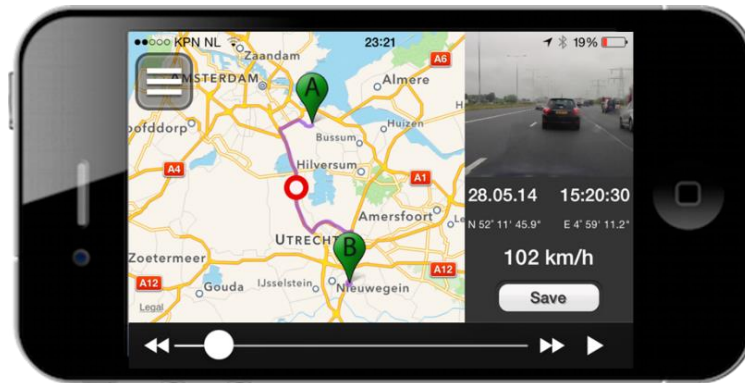 KPN NL 23:21 19%
Zaandam
A6
AMSTERDAM
Almere
A
oofddorp
Huizen
Bussum
Hilversum
A4
A1
28.05.14 15:20:30
N 52° 11' 45.9" E 4° 59' 11.2"
Amersfoort
UTRECHT
B
102 km/h
Zoetermeer
A12
A12
Gouda
IJsselstein
Nieuwegein
Save
Legal